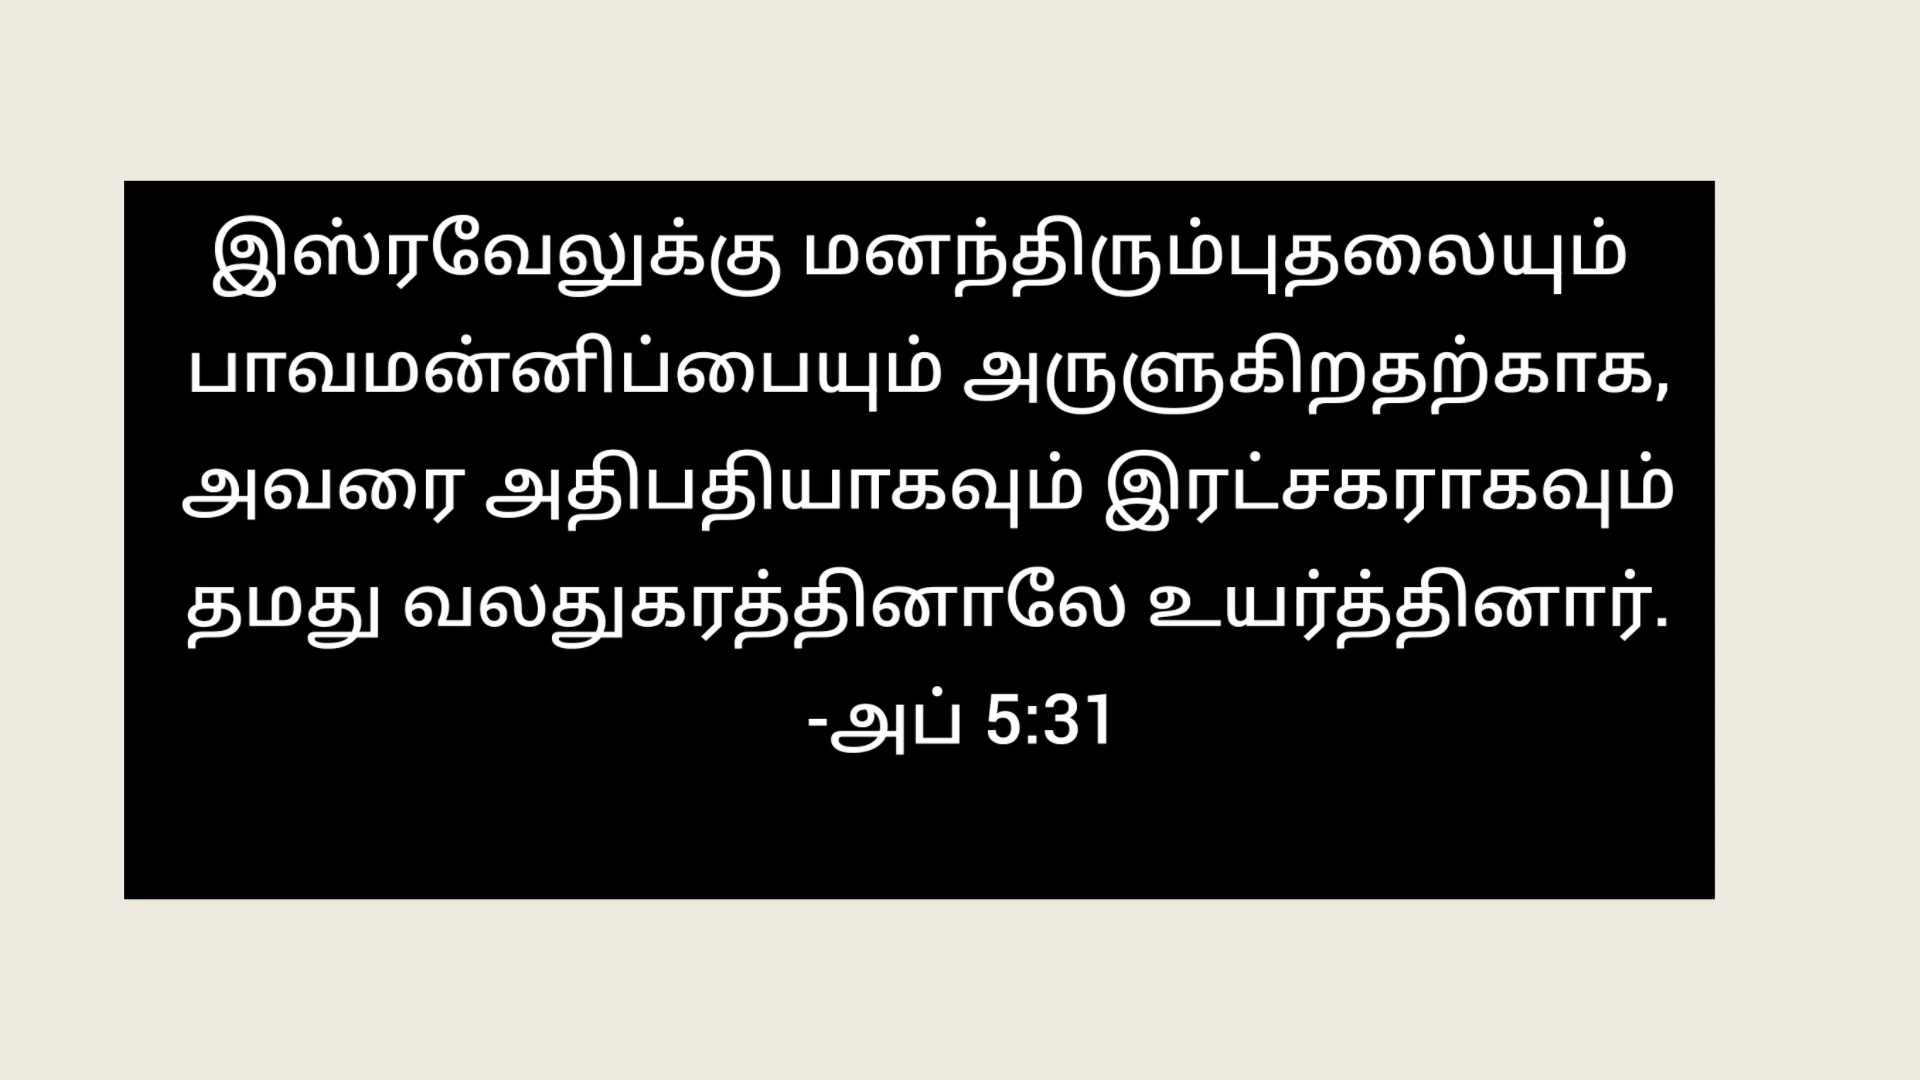 இஸ்ரவேலுக்கு மனந்திரும்புதலையும்
பாவமன்னிப்பையும் அருளுகிறதற்காக,
அவரை அதிபதியாகவும் இரட்சகராகவும்
தமது வலதுகரத்தினாலே உயர்த்தினார்.
-அப் 5:31